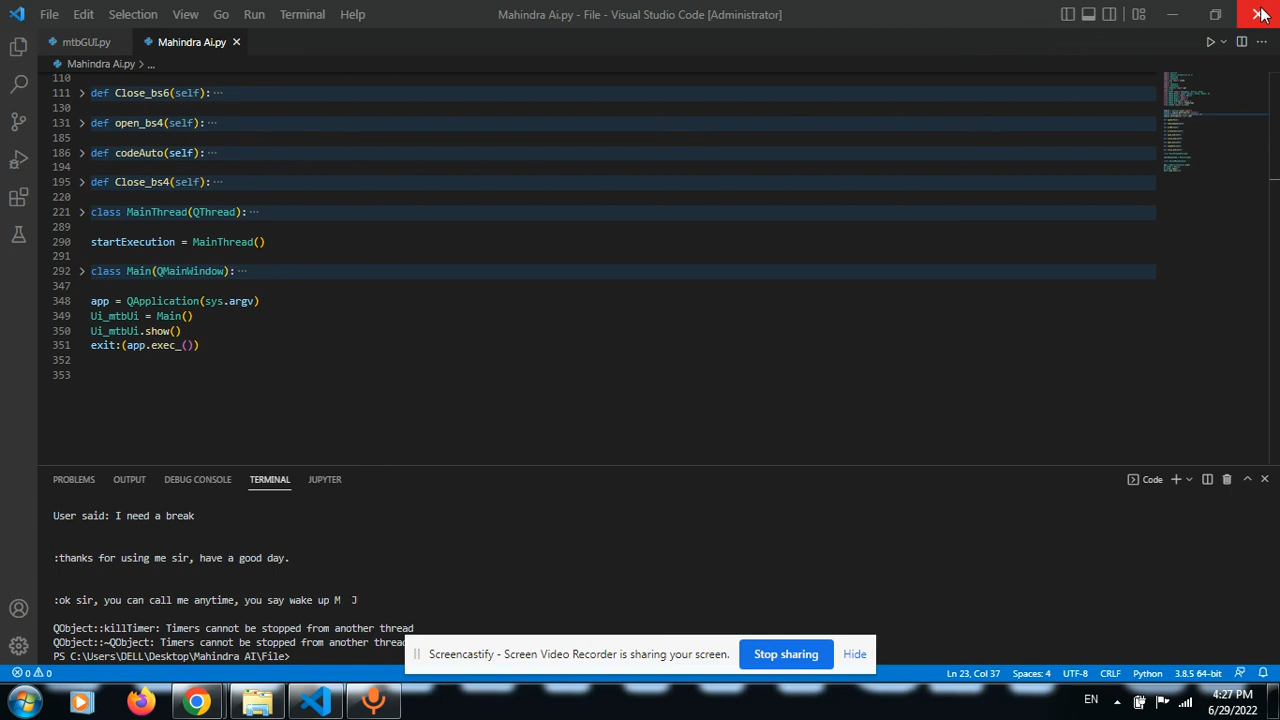 File Edit Selection View Go Run Terminal Help Mahindra Ai.py - File - Visual Studio Code [Administrator]
mtbGUI.py Mahindra Ai.py
Mahindra Ai.py > ...
110
111 def Close_bs6(self): ···
130
131 def open_bs4(self): ···
185
186 def codeAuto(self): ···
194
195 def Close_bs4(self): ···
220
221 class MainThread(QThread): ···
289
290 startExecution = MainThread()
291
292 class Main(QMainWindow): ···
347
348 app = QApplication(sys.argv)
349 Ui_mtbUi = Main()
350 Ui_mtbUi.show()
351 exit:(app.exec_())
352
353
PROBLEMS OUTPUT DEBUG CONSOLE TERMINAL JUPYTER Code
User said: I need a break
:thanks for using me sir, have a good day.
:ok sir, you can call me anytime, you say wake up M J
QObject::killTimer: Timers cannot be stopped from another thread
QObject::~QObject: Timers cannot be stopped from another thread
PS C:\Users\DELL\Desktop\Mahindra AI\File>
Screencastify - Screen Video Recorder is sharing your screen. Stop sharing Hide
0 0 Ln 23, Col 37 Spaces: 4 UTF-8 CRLF Python 3.8.5 64-bit
EN 4:27 PM
6/29/2022